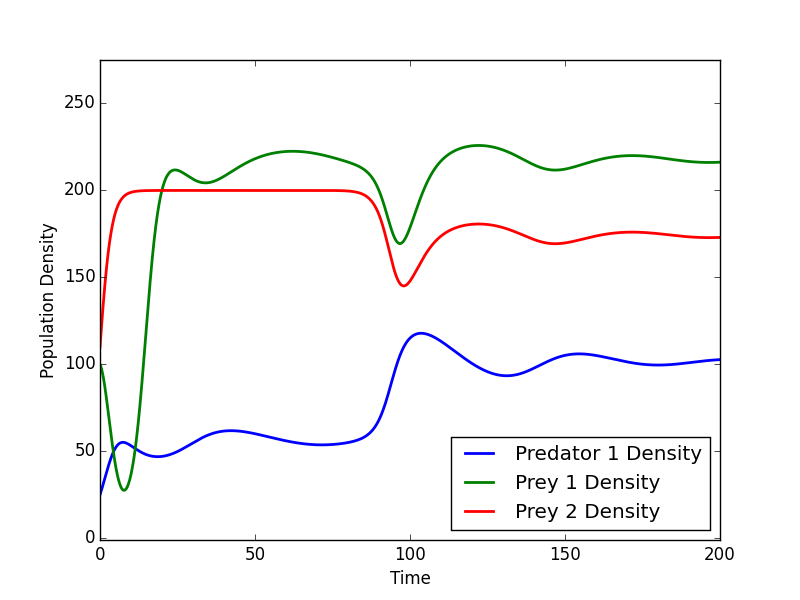 250
200
150
100
50
0
Population Density
0 50 100 150 200
Time
Predator 1 Density
Prey 1 Density
Prey 2 Density